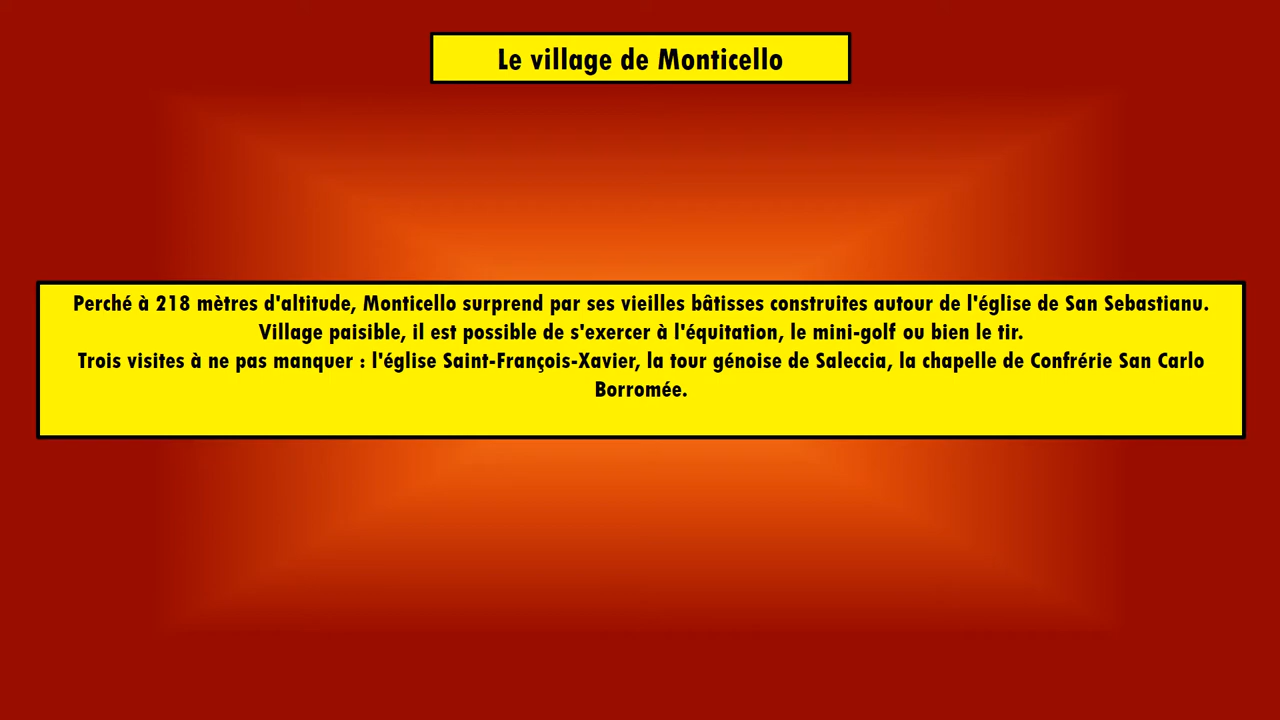 Le village de Monticello
Perché à 218 mètres d'altitude, Monticello surprend par ses vieilles bâtisses construites autour de l'église de San Sebastianu.
Village paisible, il est possible de s'exercer à l'équitation, le mini-golf ou bien le tir.
Trois visites à ne pas manquer : l'église Saint-François-Xavier, la tour génoise de Saleccia, la chapelle de Confrérie San Carlo
Borromée.